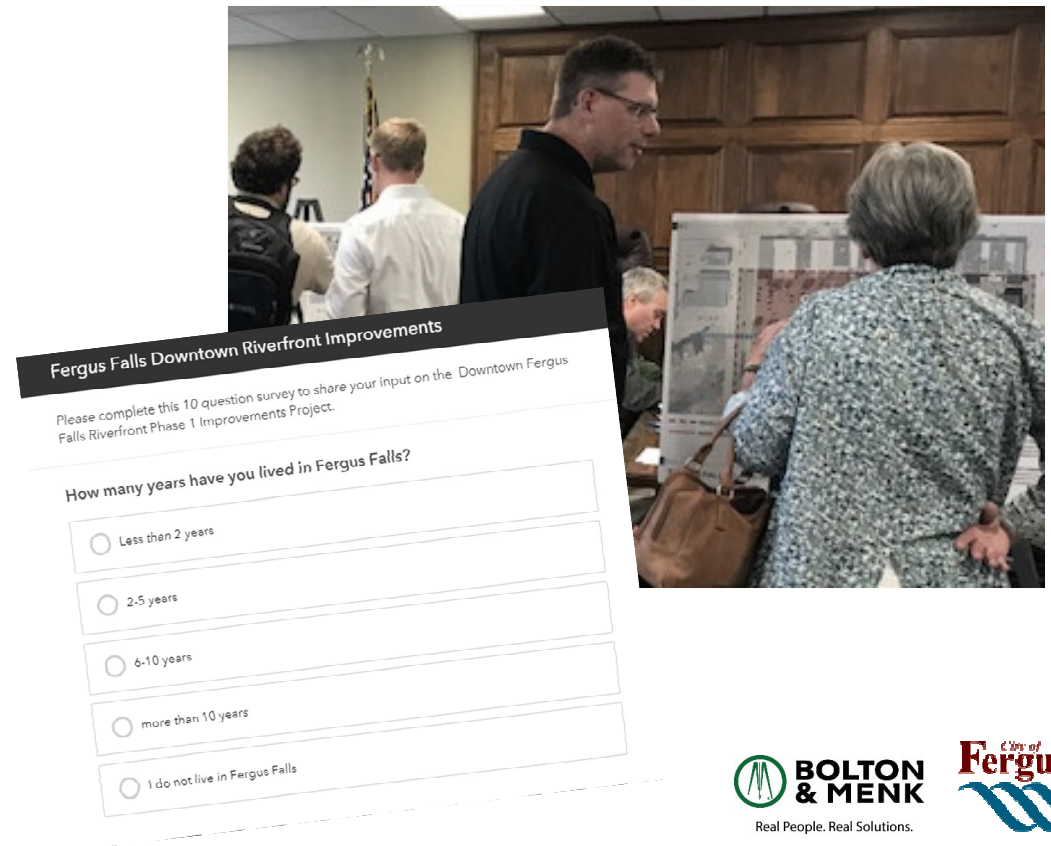 Fergus Falls Downtown Riverfront Improvements
Please complete this 10 question survey to share your input on the Downtown Fergus
Falls Riverfront Phase 1 Improvements Project.
How many years have you lived in Fergus Falls?
Less than 2 years
2-5 years
6-10 years
more than 10 years
I do not live in Fergus Falls
BOLTON
& MENK
Real People. Real Solutions.
City of
Fergu